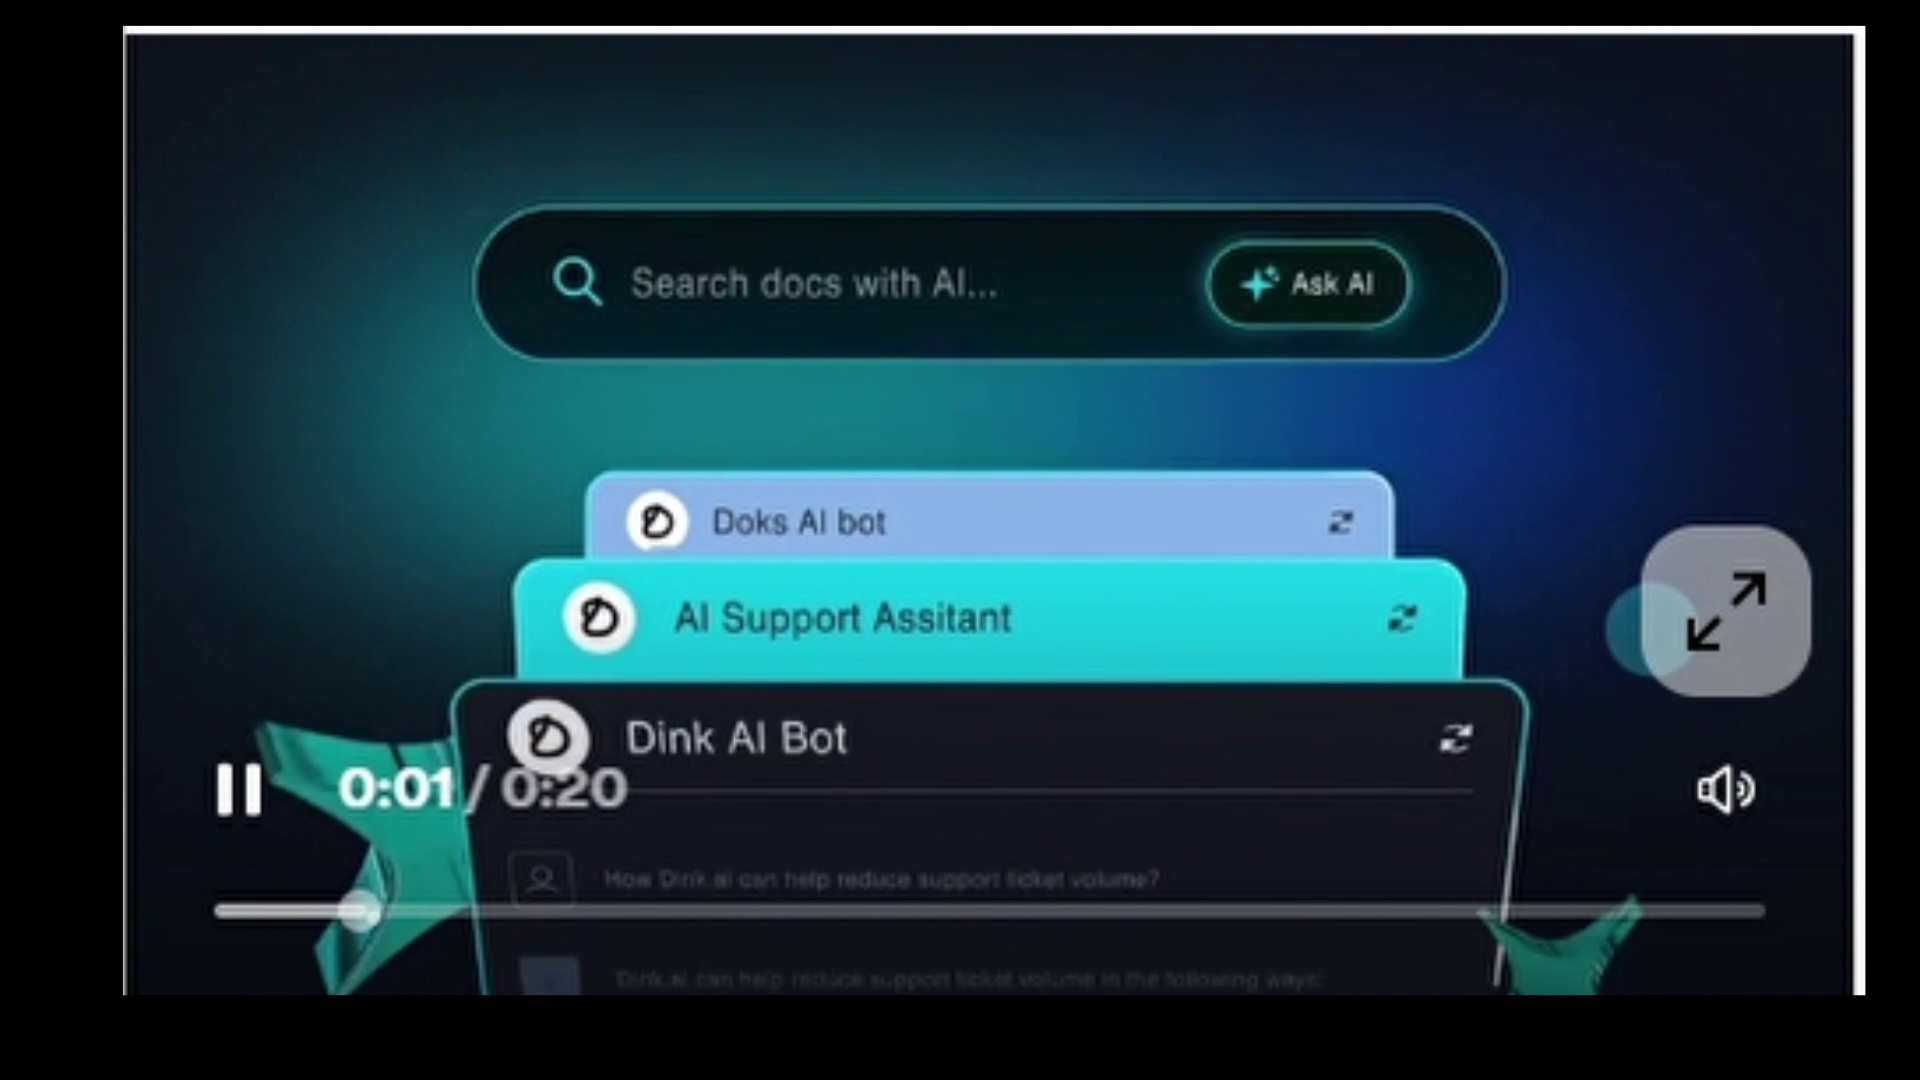 Search docs with AI...
Ask AI
Doks AI bot
AI Support Assitant
Dink AI Bot
0:01 / 0:20
How Dink.ai can help reduce support ticket volume?
Dink.ai can help reduce support ticket volume in the following ways: